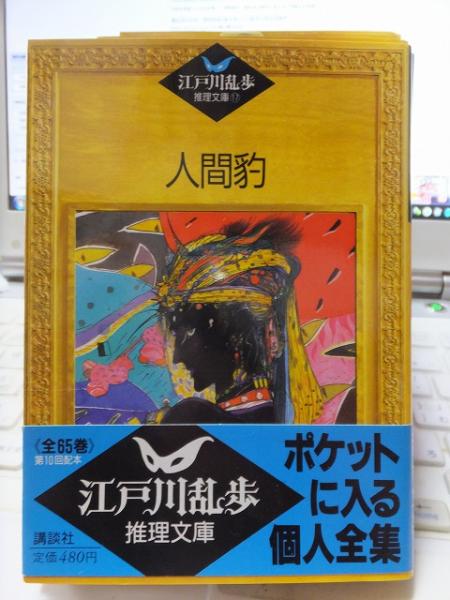 江戸川乱歩
推理文庫⑰
人間豹
《全65巻》
第10回配本
江戸川乱歩
推理文庫
講談社
定価480円
ポケット
に入る
個人全集